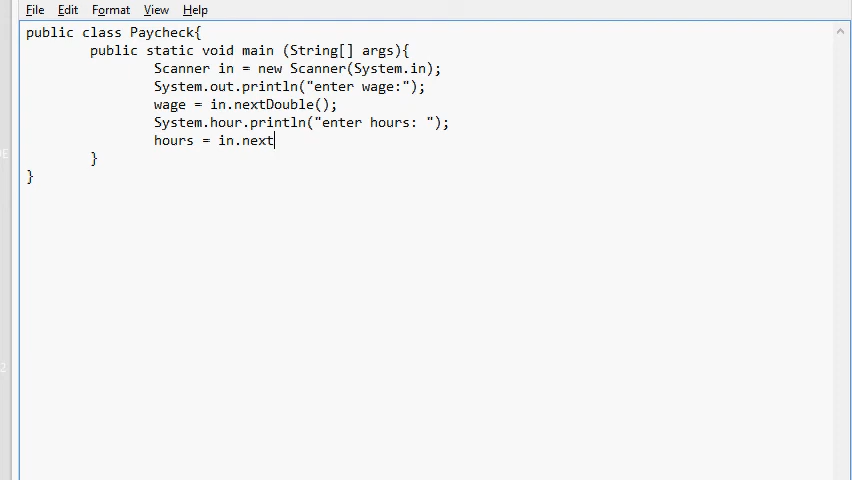 File Edit Format View Help
public class Paycheck{
public static void main (String[] args){
Scanner in = new Scanner(System.in);
System.out.println("enter wage:");
wage = in.nextDouble();
System.hour.println("enter hours: ");
hours = in.next
}
}